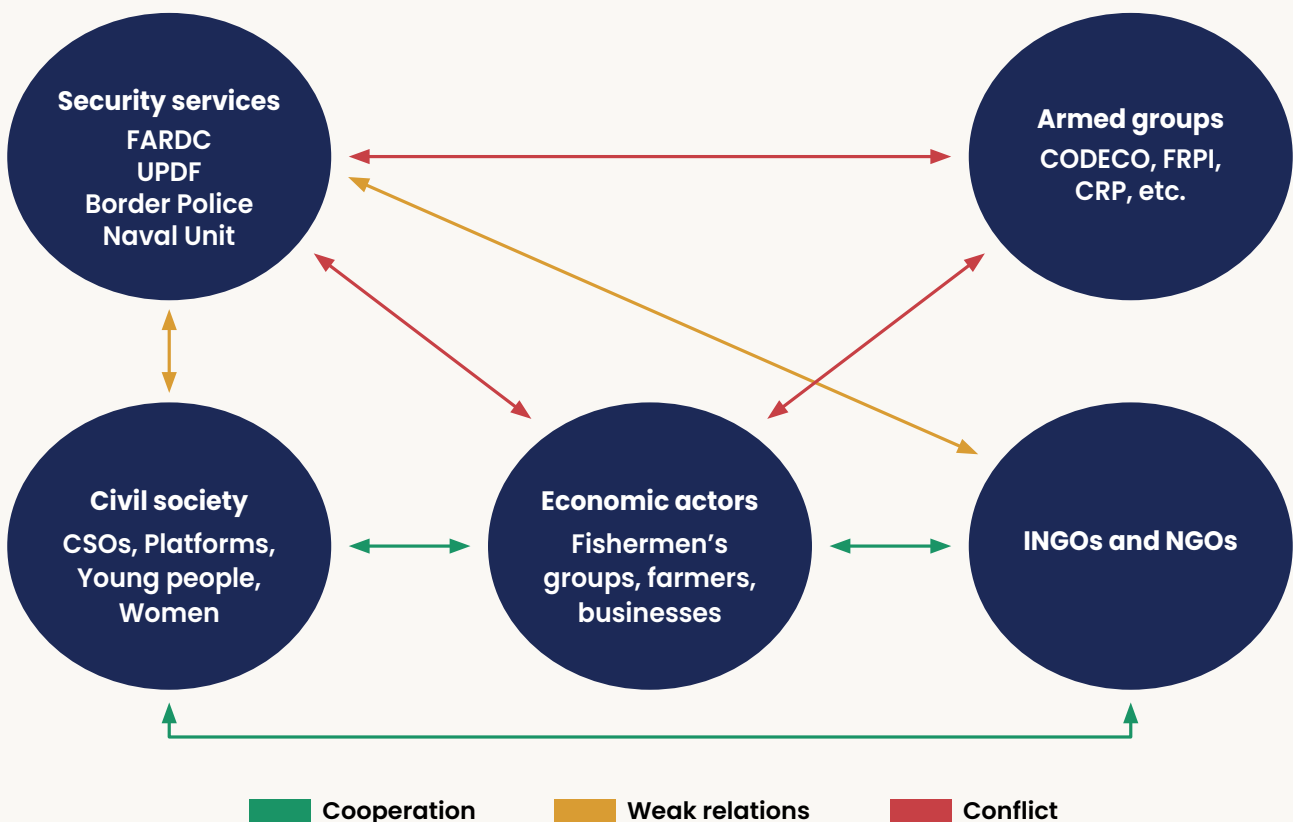 Security services
FARDC
UPDF
Border Police
Naval Unit
Armed groups
CODECO, FRPI,
CRP, etc.
Civil society
CSOs, Platforms,
Young people,
Women
Economic actors
Fishermen’s
groups, farmers,
businesses
INGOs and NGOs
Cooperation
Weak relations
Conflict